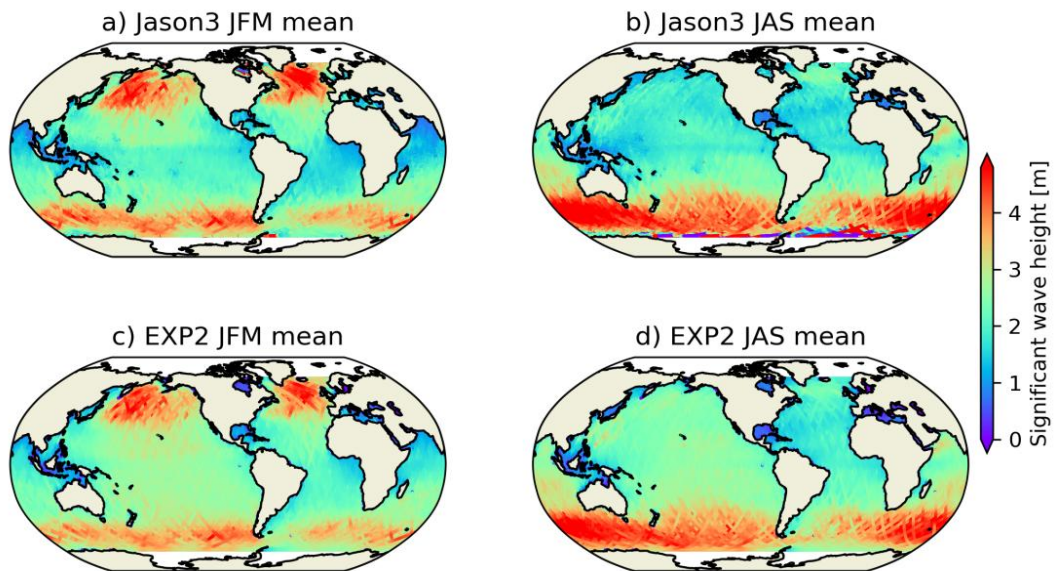 a) Jason3 JFM mean
b) Jason3 JAS mean
c) EXP2 JFM mean
d) EXP2 JAS mean
4
3
2
1
0
Significant wave height [m]